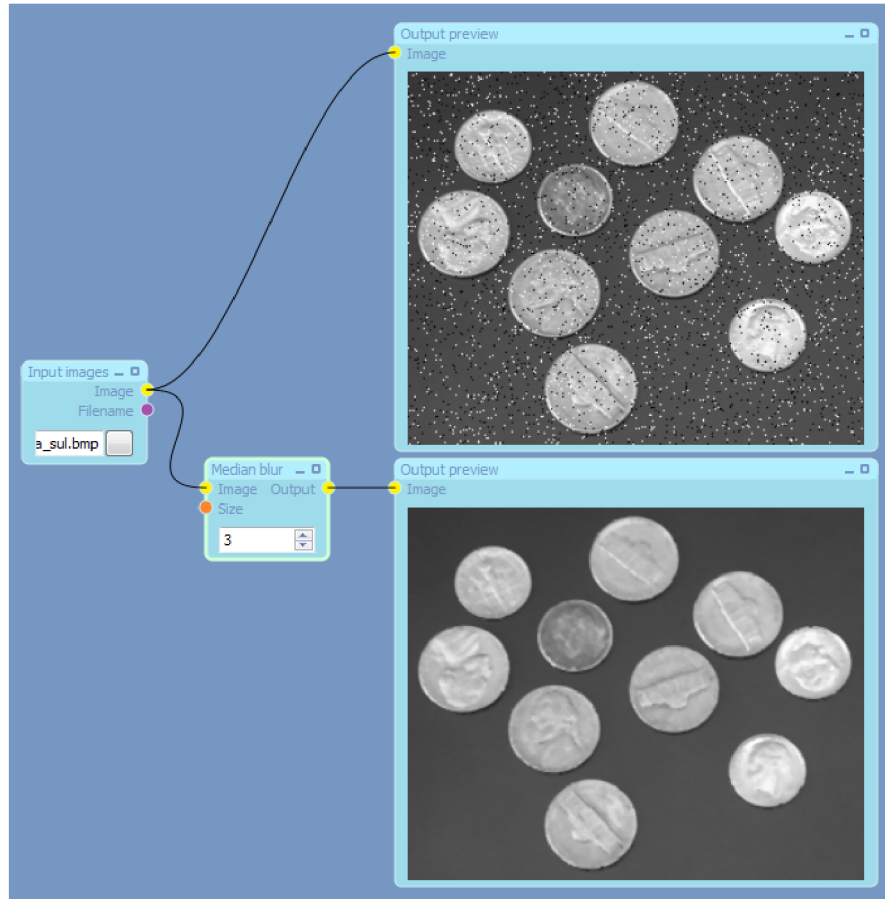 Output preview
Image
Input images
Image
Filename
a_sul.bmp
Median blur
Image Output
Size
3
Output preview
Image